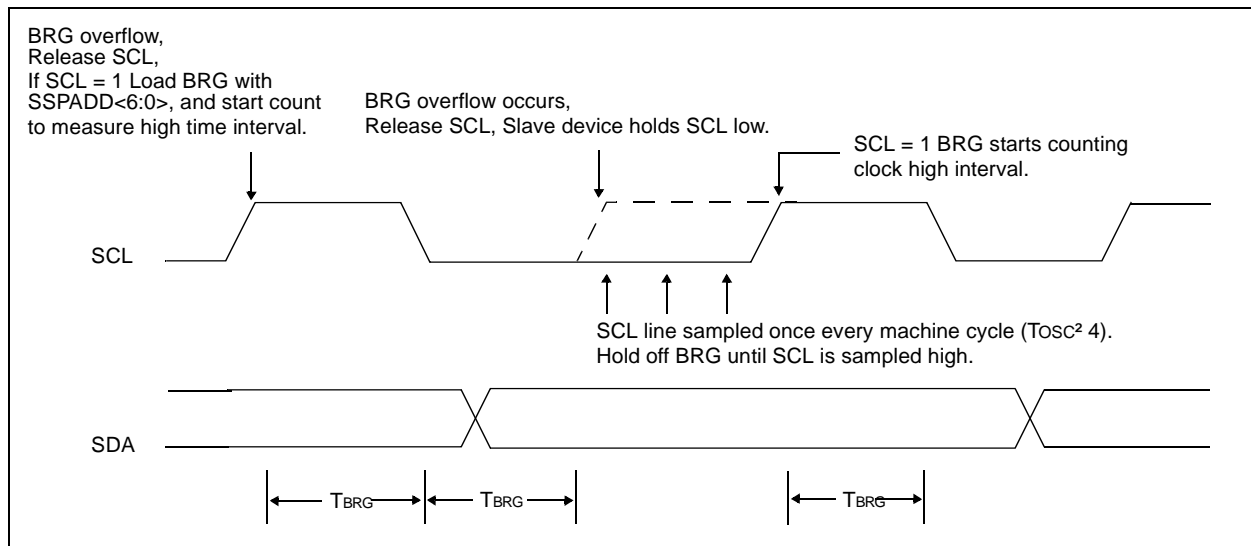 BRG overflow,
Release SCL,
If SCL = 1 Load BRG with
SSPADD<6:0>, and start count
to measure high time interval.
BRG overflow occurs,
Release SCL, Slave device holds SCL low.
SCL = 1 BRG starts counting
clock high interval.
SCL
SCL line sampled once every machine cycle (TOSC² 4).
Hold off BRG until SCL is sampled high.
SDA
TBRG
TBRG
TBRG